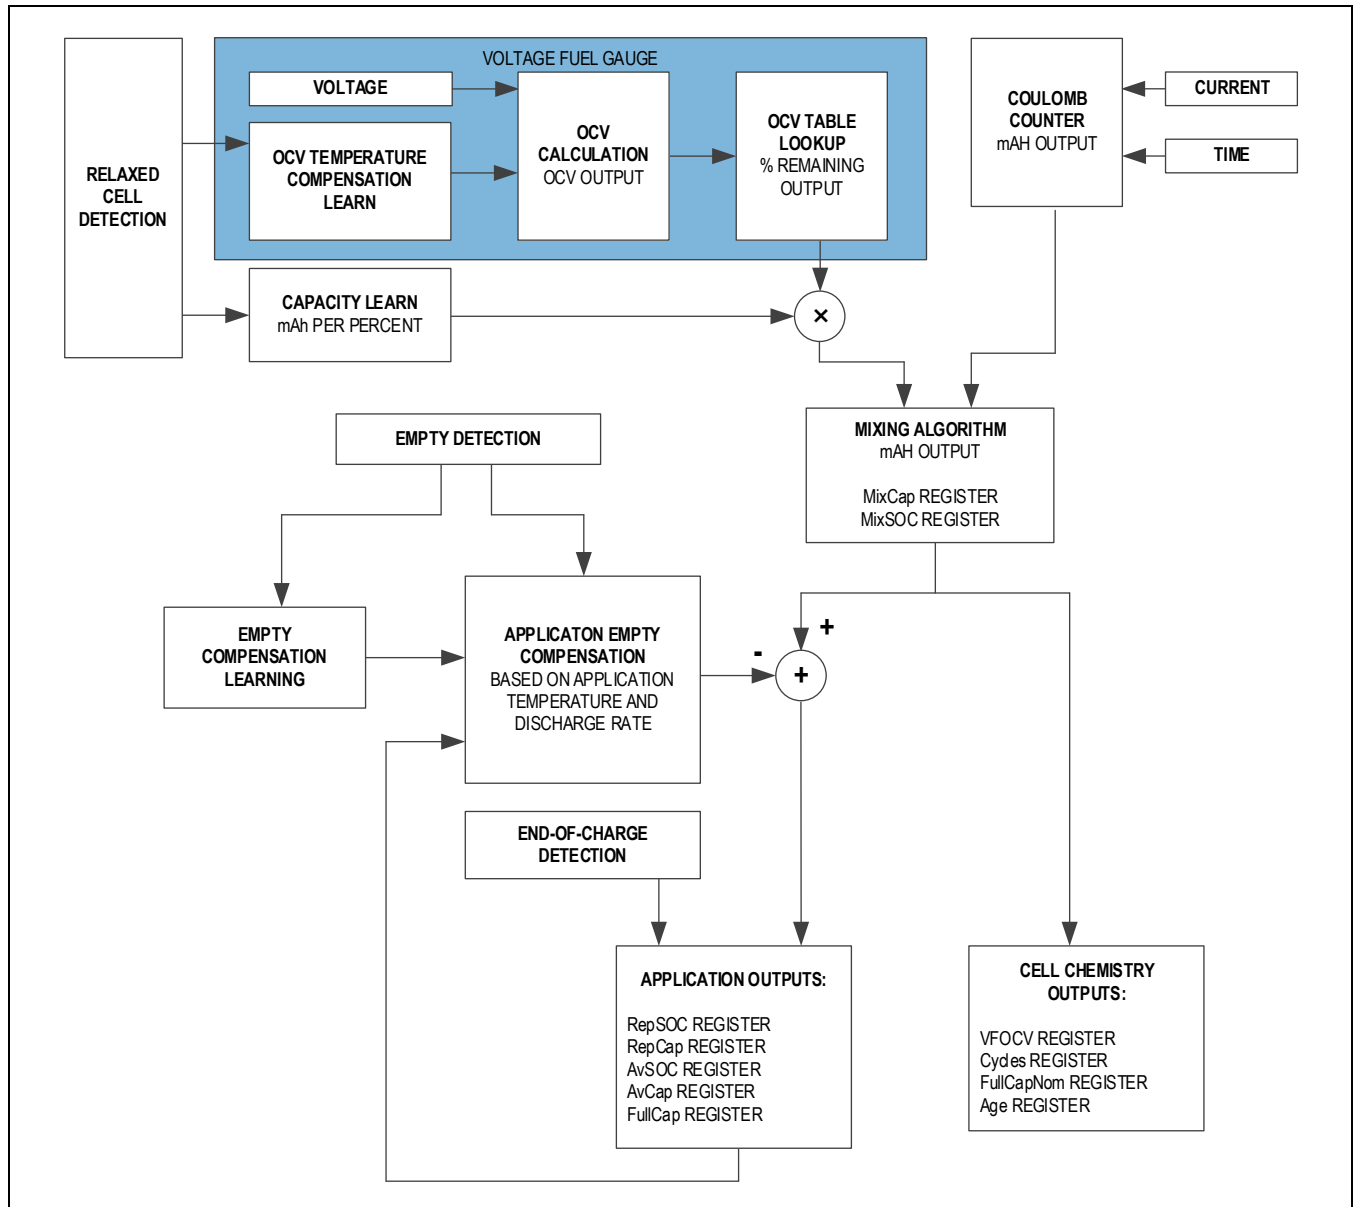 VOLTAGE FUEL GAUGE
RELAXED
CELL
DETECTION
VOLTAGE
OCV TEMPERATURE
COMPENSATION
LEARN
OCV
CALCULATION
OCV OUTPUT
OCV TABLE
LOOKUP
% REMAINING
OUTPUT
COULOMB
COUNTER
mAH OUTPUT
CURRENT
TIME
CAPACITY LEARN
mAh PER PERCENT
×
MIXING ALGORITHM
mAH OUTPUT
MixCap REGISTER
MixSOC REGISTER
EMPTY DETECTION
EMPTY
COMPENSATION
LEARNING
APPLICATON EMPTY
COMPENSATION
BASED ON APPLICATION
TEMPERATURE AND
DISCHARGE RATE
-
+
+
END-OF-CHARGE
DETECTION
APPLICATION OUTPUTS:
RepSOC REGISTER
RepCap REGISTER
AvSOC REGISTER
AvCap REGISTER
FullCap REGISTER
CELL CHEMISTRY
OUTPUTS:
VFOCV REGISTER
Cycles REGISTER
FullCapNom REGISTER
Age REGISTER